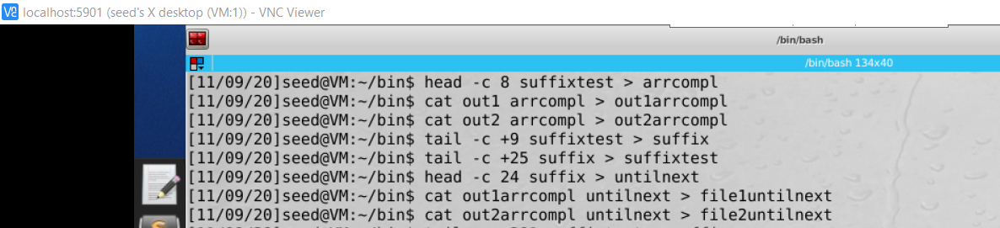 localhost:5901 (seed's X desktop (VM:1)) - VNC Viewer
/bin/bash
/bin/bash 134x40
[11/09/20]seed@VM:~/bin$ head -c 8 suffixtest > arrcompl
[11/09/20]seed@VM:~/bin$ cat out1 arrcompl > out1arrcompl
[11/09/20]seed@VM:~/bin$ cat out2 arrcompl > out2arrcompl
[11/09/20]seed@VM:~/bin$ tail -c +9 suffixtest > suffix
[11/09/20]seed@VM:~/bin$ tail -c +25 suffix > suffixtest
[11/09/20]seed@VM:~/bin$ head -c 24 suffix > untilnext
[11/09/20]seed@VM:~/bin$ cat out1arrcompl untilnext > file1untilnext
[11/09/20]seed@VM:~/bin$ cat out2arrcompl untilnext > file2untilnext